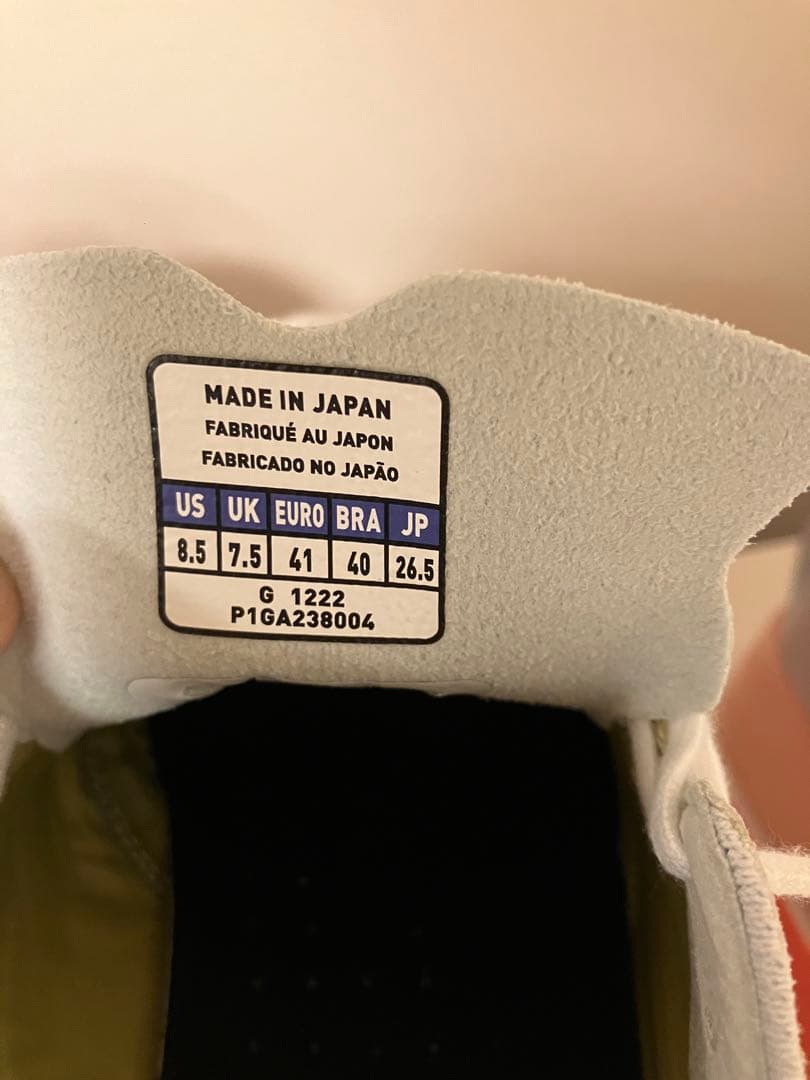 MADE IN JAPAN
FABRIQUÉ AU JAPON
FABRICADO NO JAPÃO
US UK EURO BRA JP
8.5 7.5 41 40 26.5
G 1222
P1GA238004